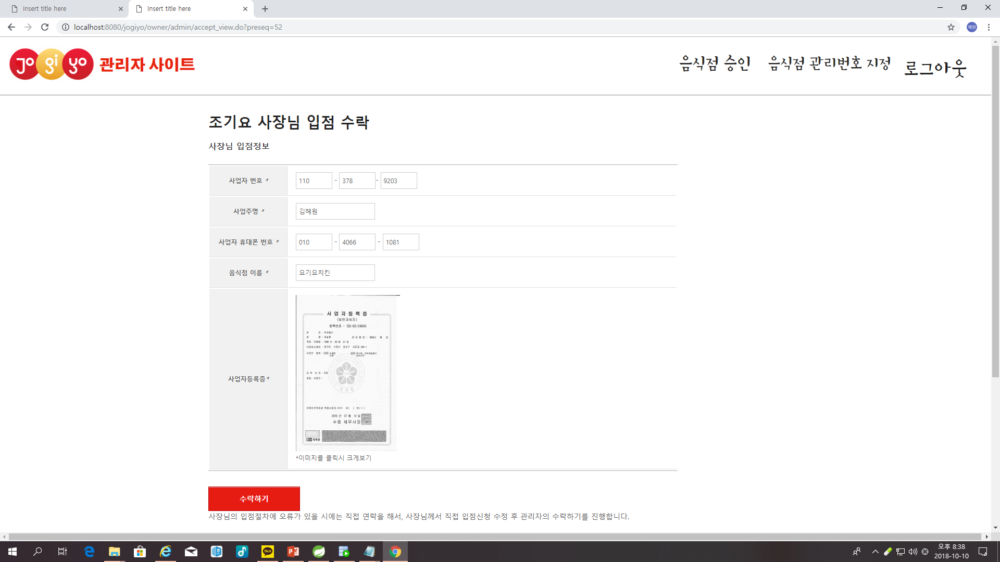 Insert title here
Insert title here
localhost:8080/jogiyo/owner/admin/accept_view.do?preseq=52
혜원
Jo gi yo 관리자 사이트
음식점 승인
음식점 관리번호 지정
로그아웃
조기요 사장님 입점 수락
사장님 입점정보
사업자 번호 *
110 - 378 - 9203
사업주명 *
김혜원
사업자 휴대폰 번호 *
010 - 4066 - 1081
음식점 이름 *
요기요치킨
사업자등록증*
사 업 자 등 록 증
(일반과세자)
등록번호 : 135-09-24640
2010 년 07 월 14 일
수원 세무서장
국세청
*이미지를 클릭시 크게보기
수락하기
사장님의 입점절차에 오류가 있을 시에는 직접 연락을 해서, 사장님께서 직접 입점신청 수정 후 관리자의 수락하기를 진행합니다.
TALK
오후 8:38
2018-10-10